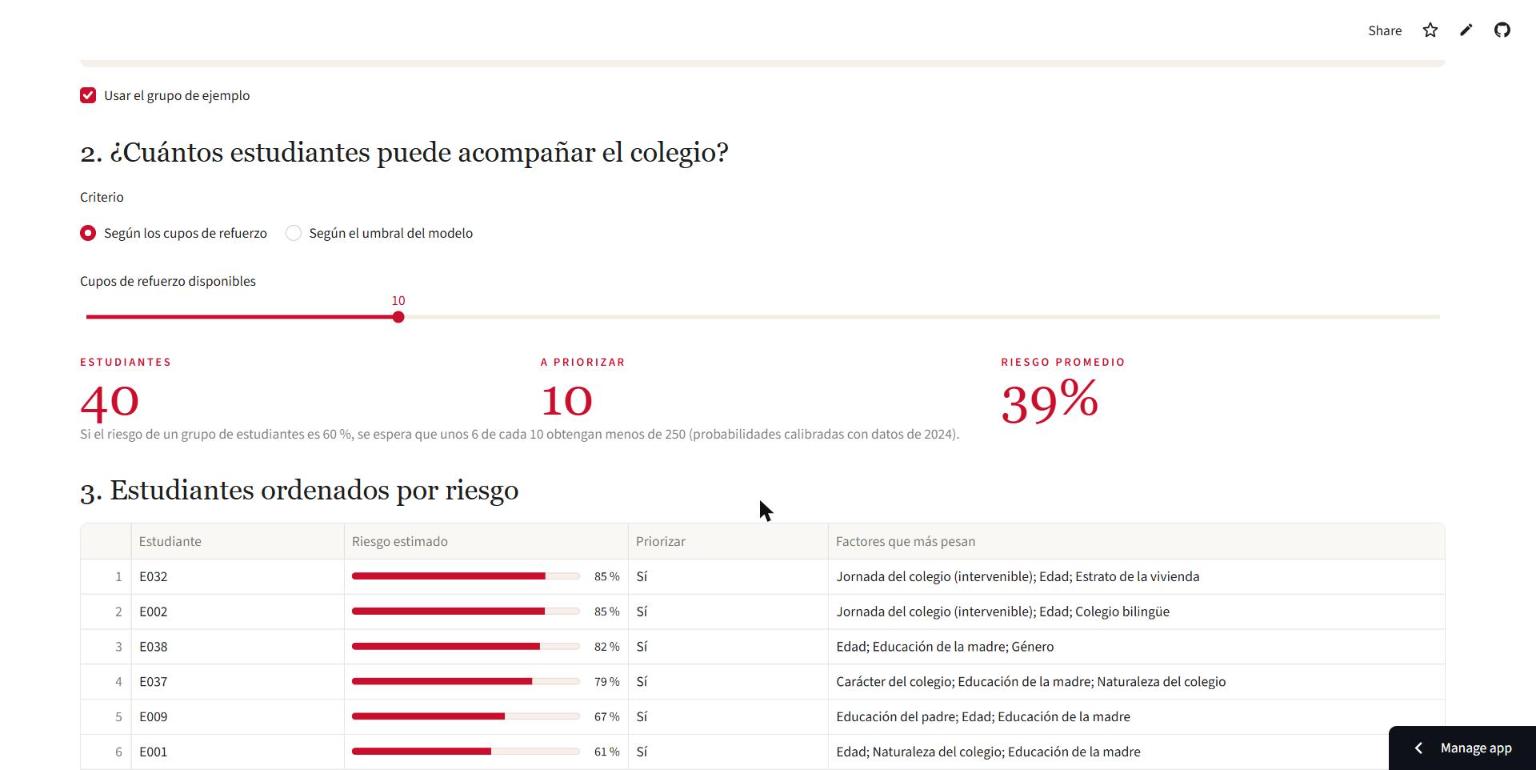 Share
Usar el grupo de ejemplo
2. ¿Cuántos estudiantes puede acompañar el colegio?
Criterio
Según los cupos de refuerzo Según el umbral del modelo
Cupos de refuerzo disponibles
10
ESTUDIANTES A PRIORIZAR RIESGO PROMEDIO
40 10 39%
Si el riesgo de un grupo de estudiantes es 60 %, se espera que unos 6 de cada 10 obtengan menos de 250 (probabilidades calibradas con datos de 2024).
3. Estudiantes ordenados por riesgo
Estudiante Riesgo estimado Priorizar Factores que más pesan
1 E032 85 % Sí Jornada del colegio (intervenible); Edad; Estrato de la vivienda
2 E002 85 % Sí Jornada del colegio (intervenible); Edad; Colegio bilingüe
3 E038 82 % Sí Edad; Educación de la madre; Género
4 E037 79 % Sí Carácter del colegio; Educación de la madre; Naturaleza del colegio
5 E009 67 % Sí Educación del padre; Edad; Educación de la madre
6 E001 61 % Sí Edad; Naturaleza del colegio; Educación de la madre
Manage app